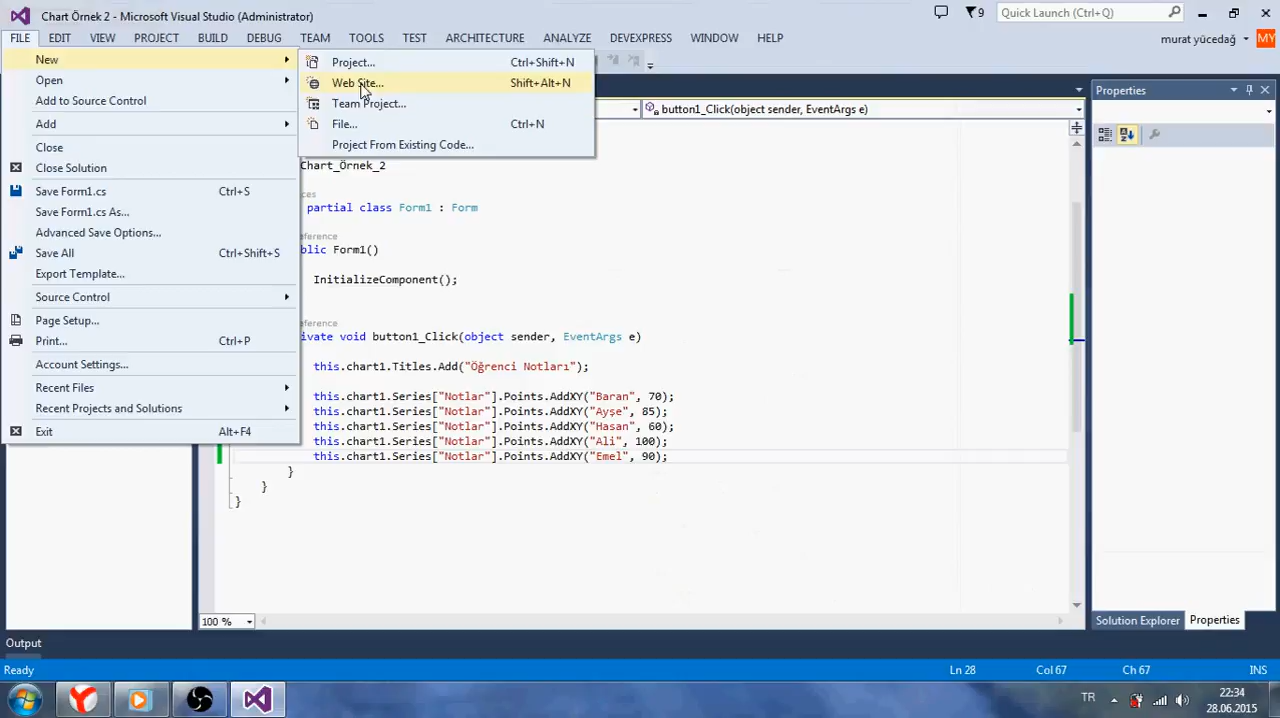 Chart Örnek 2 - Microsoft Visual Studio (Administrator)
9
Quick Launch (Ctrl+Q)
FILE EDIT VIEW PROJECT BUILD DEBUG TEAM TOOLS TEST ARCHITECTURE ANALYZE DEVEXPRESS WINDOW HELP
murat yücedağ
MY
New
Open
Add to Source Control
Add
Close
Close Solution
Save Form1.cs Ctrl+S
Save Form1.cs As...
Advanced Save Options...
Save All Ctrl+Shift+S
Export Template...
Source Control
Page Setup...
Print... Ctrl+P
Account Settings...
Recent Files
Recent Projects and Solutions
Exit Alt+F4
Project... Ctrl+Shift+N
Web Site... Shift+Alt+N
Team Project...
File... Ctrl+N
Project From Existing Code...
button1_Click(object sender, EventArgs e)
Chart_Örnek_2
partial class Form1 : Form
Form1()
InitializeComponent();
void button1_Click(object sender, EventArgs e)
this.chart1.Titles.Add("Öğrenci Notları");
this.chart1.Series["Notlar"].Points.AddXY("Baran", 70);
this.chart1.Series["Notlar"].Points.AddXY("Ayşe", 85);
this.chart1.Series["Notlar"].Points.AddXY("Hasan", 60);
this.chart1.Series["Notlar"].Points.AddXY("Ali", 100);
this.chart1.Series["Notlar"].Points.AddXY("Emel", 90);
}
}
}
100 %
Properties
Solution Explorer Properties
Output
Ready Ln 28 Col 67 Ch 67 INS
TR
22:34
28.06.2015